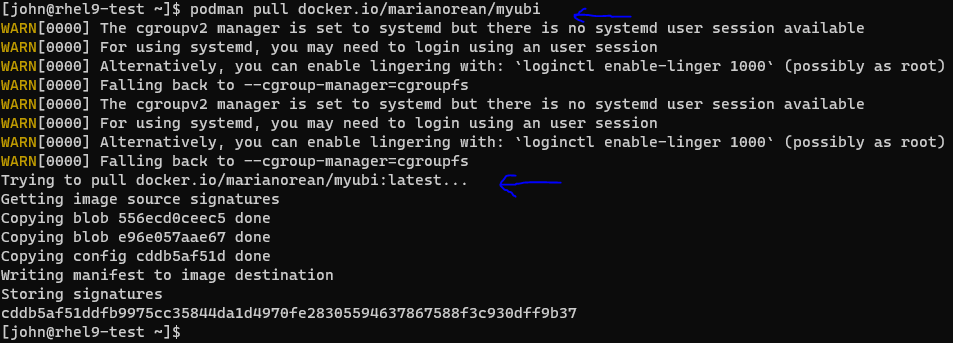 [john@rhel9-test ~]$ podman pull docker.io/marianorean/myubi
WARN[0000] The cgroupv2 manager is set to systemd but there is no systemd user session available
WARN[0000] For using systemd, you may need to login using an user session
WARN[0000] Alternatively, you can enable lingering with: `loginctl enable-linger 1000` (possibly as root)
WARN[0000] Falling back to --cgroup-manager=cgroupfs
WARN[0000] The cgroupv2 manager is set to systemd but there is no systemd user session available
WARN[0000] For using systemd, you may need to login using an user session
WARN[0000] Alternatively, you can enable lingering with: `loginctl enable-linger 1000` (possibly as root)
WARN[0000] Falling back to --cgroup-manager=cgroupfs
Trying to pull docker.io/marianorean/myubi:latest...
Getting image source signatures
Copying blob 556ecd0ceec5 done
Copying blob e96e057aae67 done
Copying config cddb5af51d done
Writing manifest to image destination
Storing signatures
cddb5af51ddfb9975cc35844da1d4970fe28305594637867588f3c930dff9b37
[john@rhel9-test ~]$